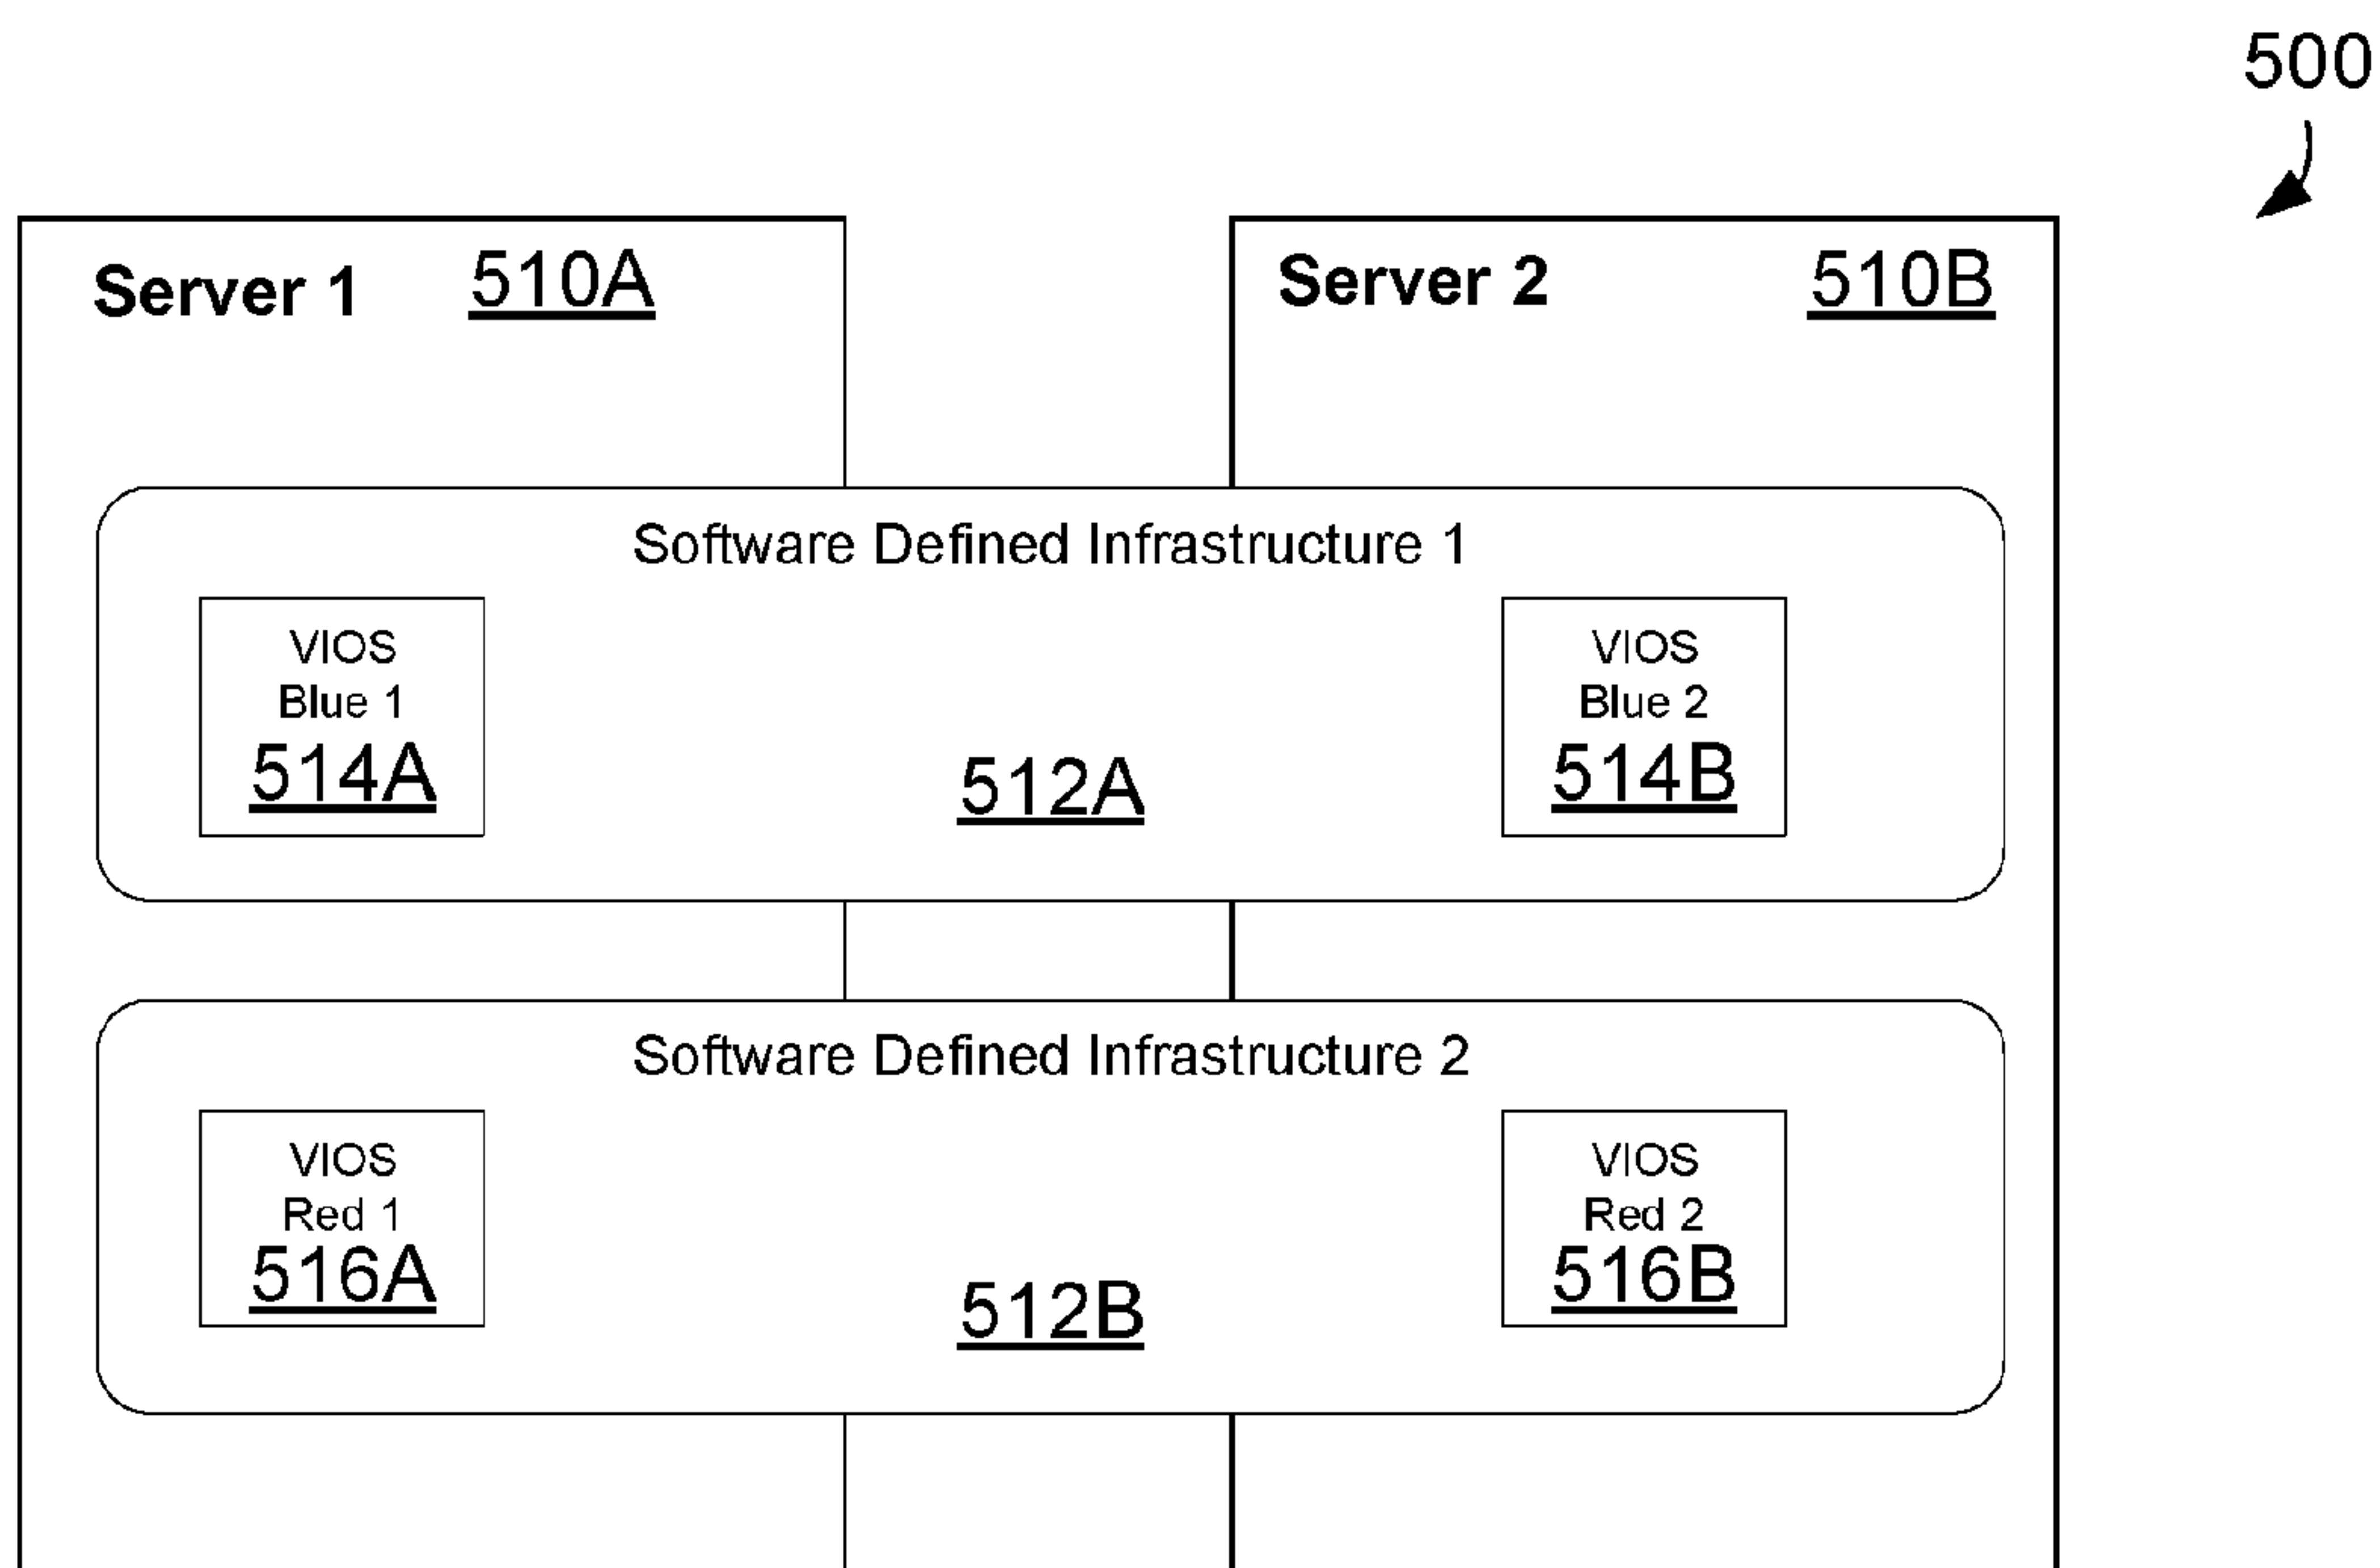 500
Server 1 510A
Server 2 510B
Software Defined Infrastructure 1
VIOS
Blue 1
514A
512A
VIOS
Blue 2
514B
Software Defined Infrastructure 2
VIOS
Red 1
516A
512B
VIOS
Red 2
516B